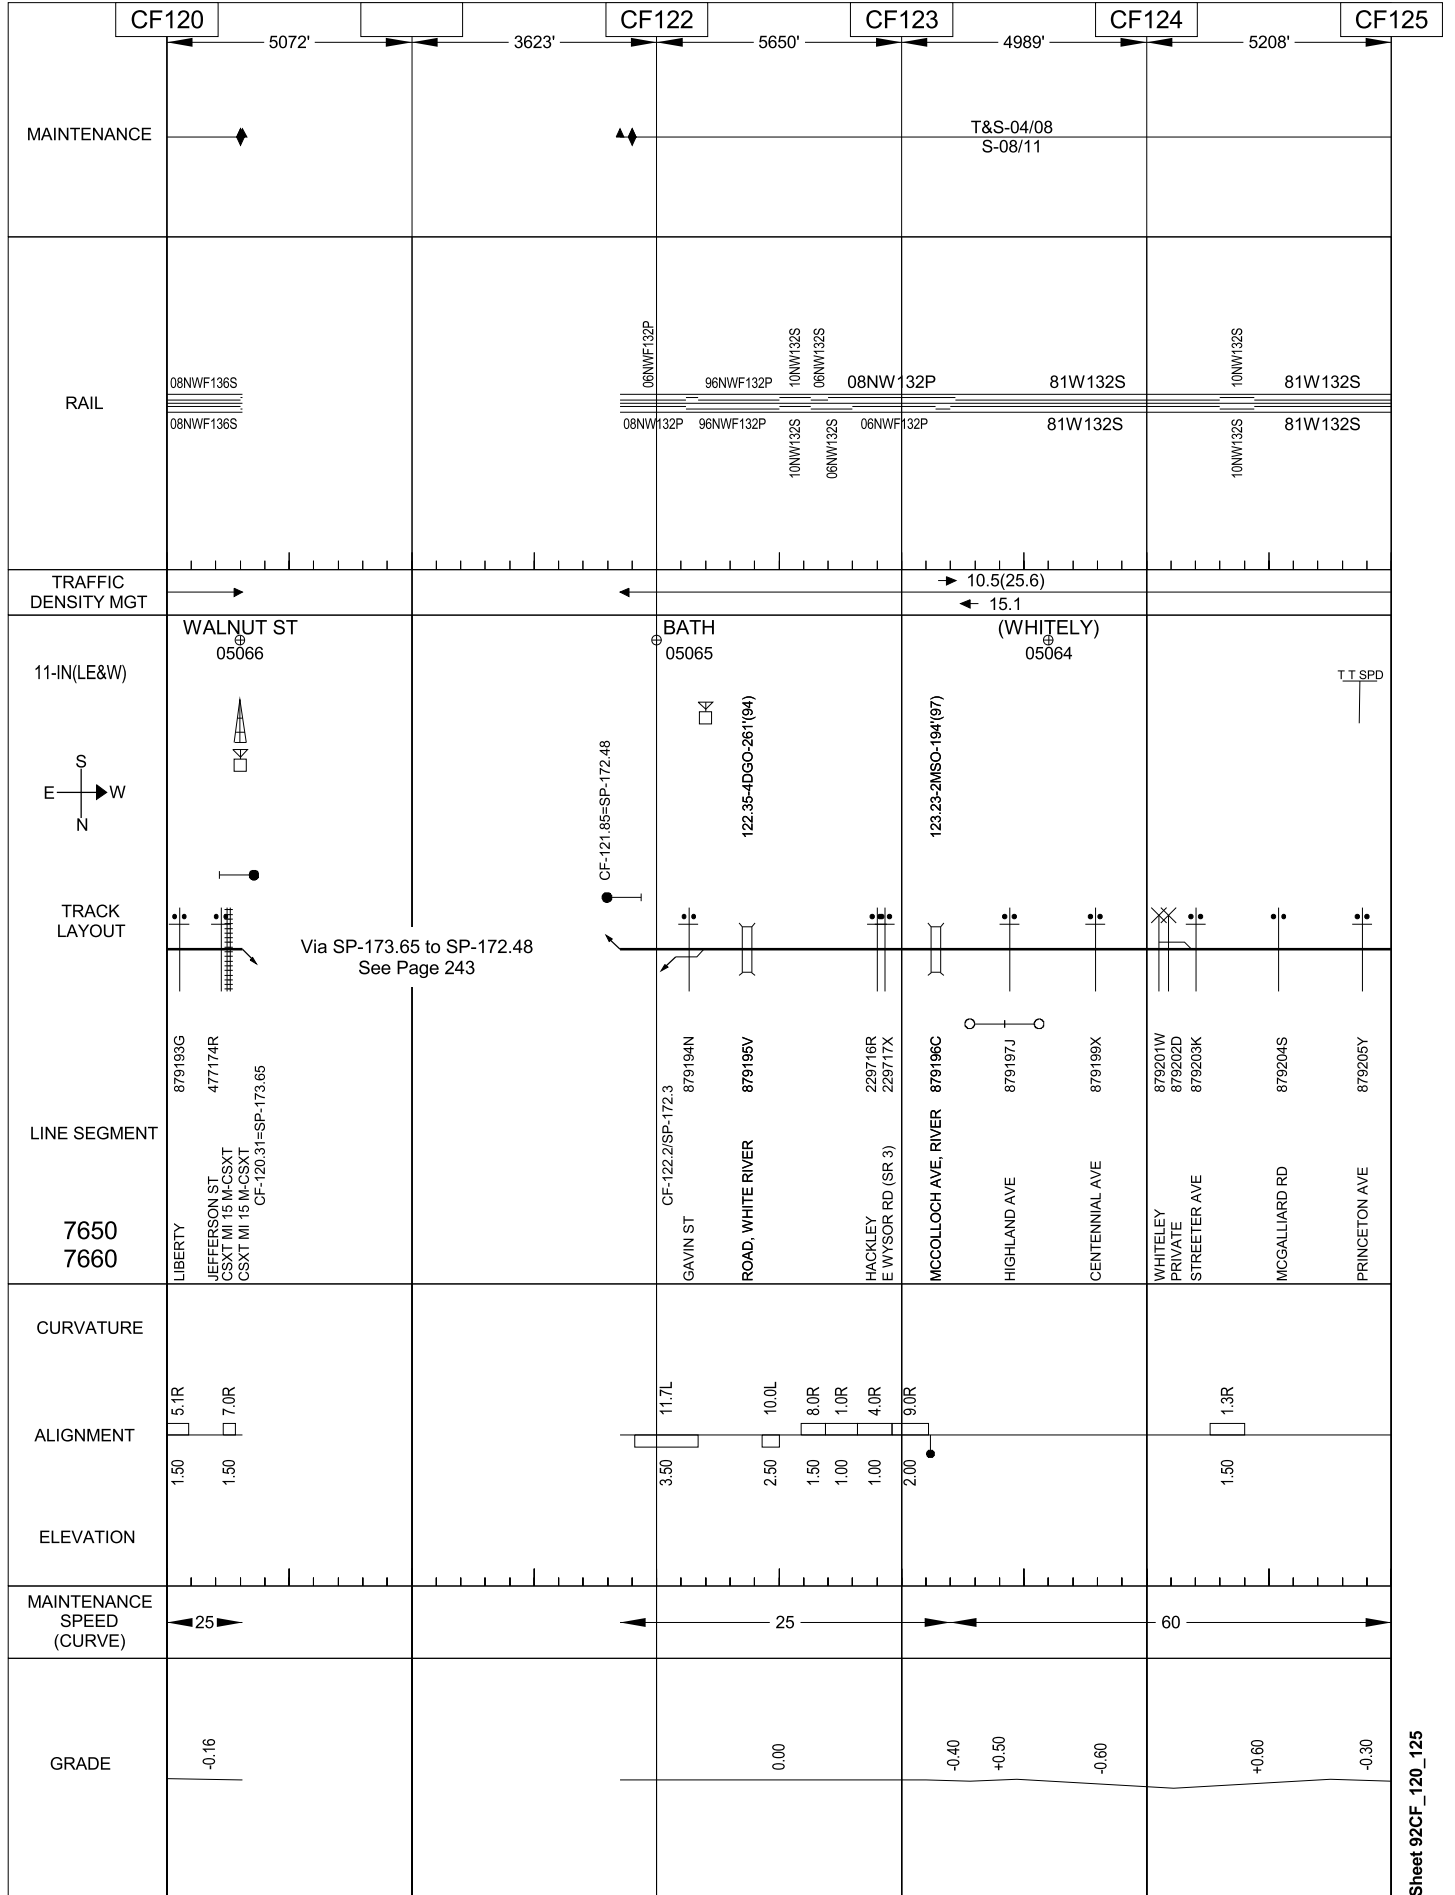 CF120
CF122
CF123
CF124
CF125
5072'
3623'
5650'
4989'
5208'
MAINTENANCE
T&S-04/08
S-08/11
RAIL
08NWF136S
08NWF136S
06NWF132P
96NWF132P
10NW132S
06NW132S
08NW132P
81W132S
10NW132S
81W132S
08NW132P
96NWF132P
10NW132S
06NW132S
06NWF132P
81W132S
10NW132S
81W132S
TRAFFIC
DENSITY MGT
10.5(25.6)
15.1
WALNUT ST
05066
BATH
05065
(WHITELY)
05064
11-IN(LE&W)
T T SPD
S
E
W
N
CF-121.85=SP-172.48
122.35-4DGO-261'(94)
123.23-2MSO-194'(97)
TRACK
LAYOUT
Via SP-173.65 to SP-172.48
See Page 243
879193G
477174R
CF-120.31=SP-173.65
CF-122.2/SP-172.3
879194N
879195V
229716R
229717X
879196C
879197J
879199X
879201W
879202D
879203K
879204S
879205Y
LINE SEGMENT
7650
7660
LIBERTY
JEFFERSON ST
CSXT MI 15 M-CSXT
CSXT MI 15 M-CSXT
GAVIN ST
ROAD, WHITE RIVER
HACKLEY
E WYSOR RD (SR 3)
MCCOLLOCH AVE, RIVER
HIGHLAND AVE
CENTENNIAL AVE
WHITELEY
PRIVATE
STREETER AVE
MCGALLIARD RD
PRINCETON AVE
CURVATURE
5.1R
7.0R
11.7L
10.0L
8.0R
1.0R
4.0R
9.0R
1.3R
ALIGNMENT
1.50
1.50
3.50
2.50
1.50
1.00
1.00
2.00
1.50
ELEVATION
MAINTENANCE
SPEED
(CURVE)
25
25
60
GRADE
-0.16
0.00
-0.40
+0.50
-0.60
+0.60
-0.30
Sheet 92CF_120_125